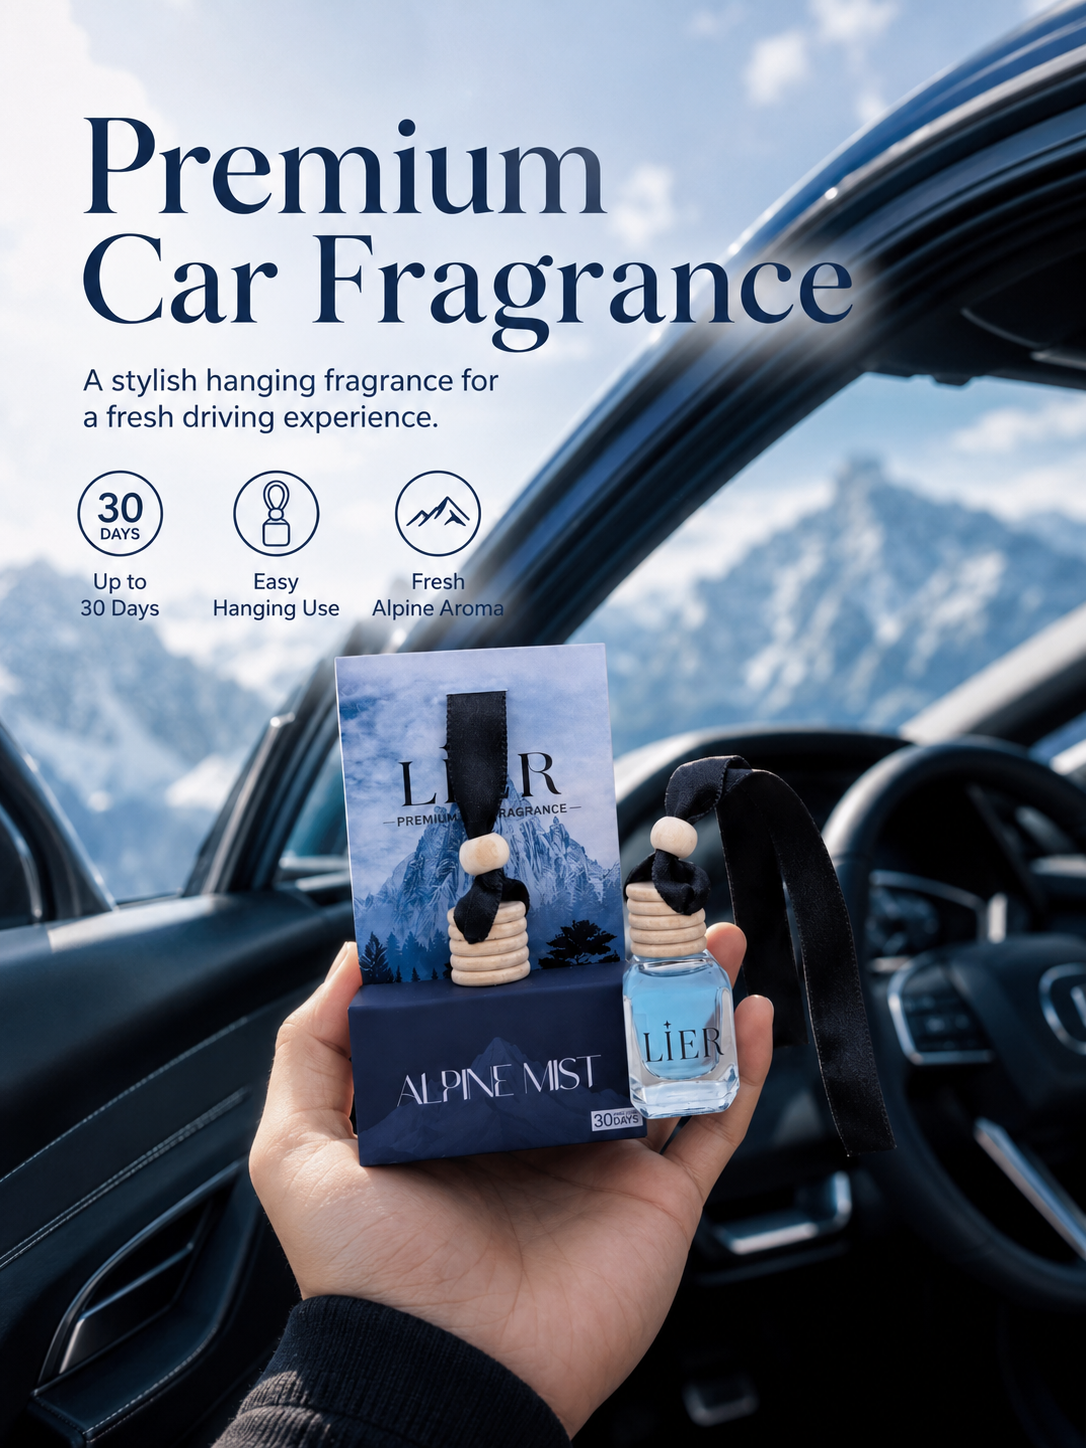 Premium
Car Fragrance
A stylish hanging fragrance for
a fresh driving experience.
30
DAYS
Up to
30 Days
Easy
Hanging Use
Fresh
Alpine Aroma
LIER
PREMIUM FRAGRANCE
LIER
ALPINE MIST
30 DAYS